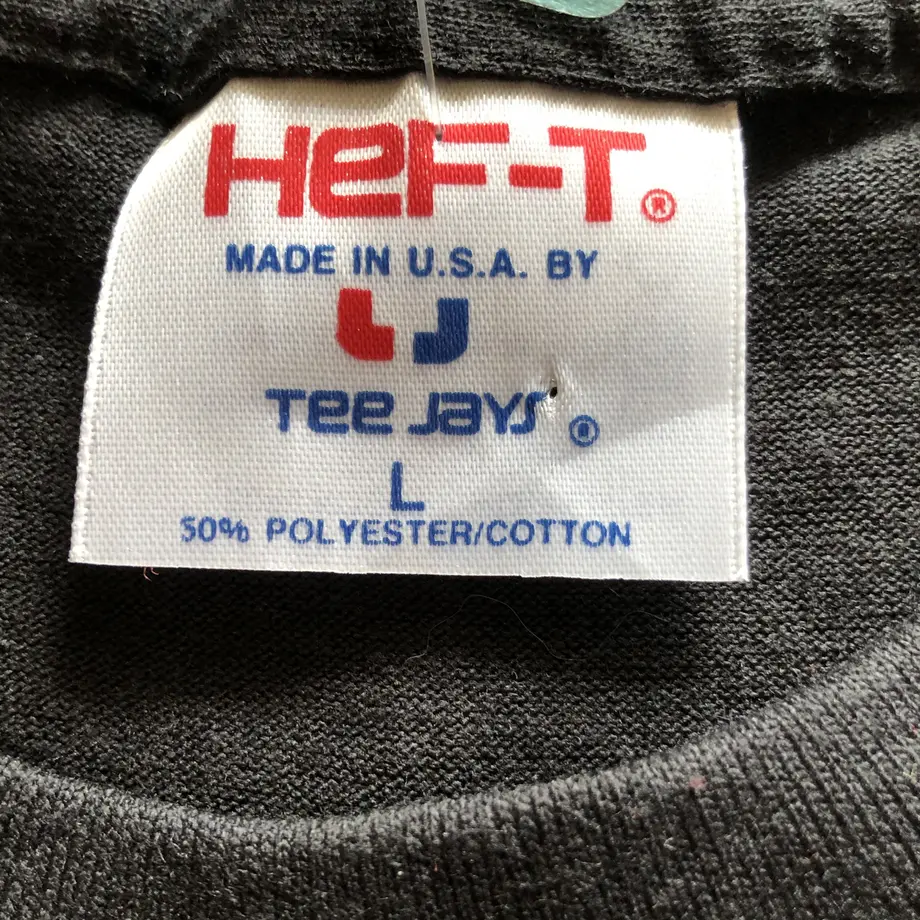 HeF-T®
MADE IN U.S.A. BY
Tee Jays®
L
50% POLYESTER/COTTON